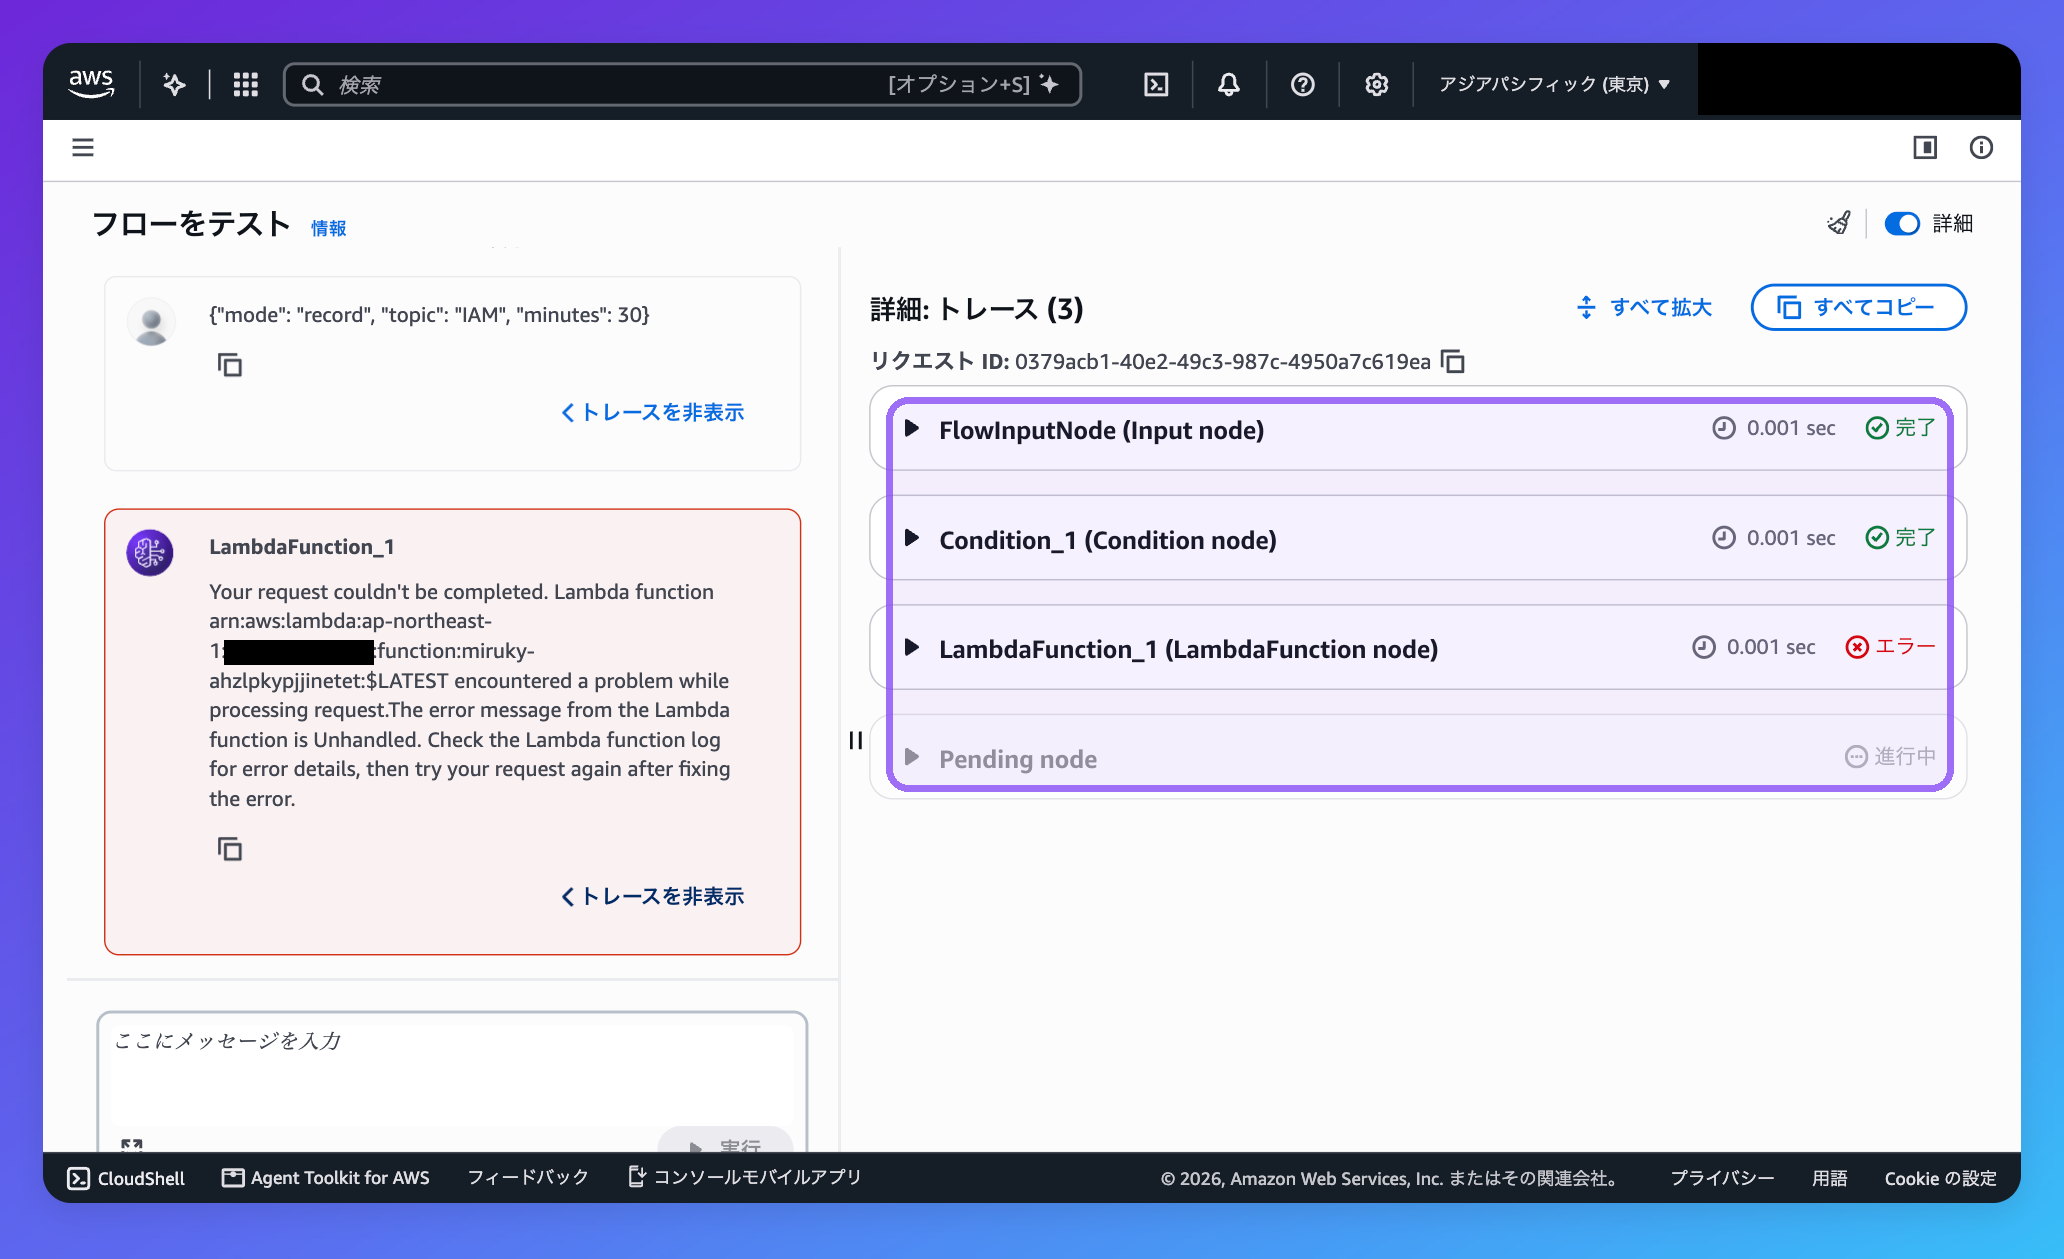 aws
検索
[オプション+S]
アジアパシフィック (東京) ▼
フローをテスト 情報
詳細
{"mode": "record", "topic": "IAM", "minutes": 30}
トレースを非表示
LambdaFunction_1
Your request couldn't be completed. Lambda function
arn:aws:lambda:ap-northeast-
1: :function:miruky-
ahzlpkypjjinetet:$LATEST encountered a problem while
processing request.The error message from the Lambda
function is Unhandled. Check the Lambda function log
for error details, then try your request again after fixing
the error.
トレースを非表示
ここにメッセージを入力
実行
詳細: トレース (3)
すべて拡大
すべてコピー
リクエスト ID: 0379acb1-40e2-49c3-987c-4950a7c619ea
FlowInputNode (Input node) 0.001 sec 完了
Condition_1 (Condition node) 0.001 sec 完了
LambdaFunction_1 (LambdaFunction node) 0.001 sec エラー
Pending node 進行中
CloudShell Agent Toolkit for AWS フィードバック コンソールモバイルアプリ © 2026, Amazon Web Services, Inc. またはその関連会社。 プライバシー 用語 Cookie の設定